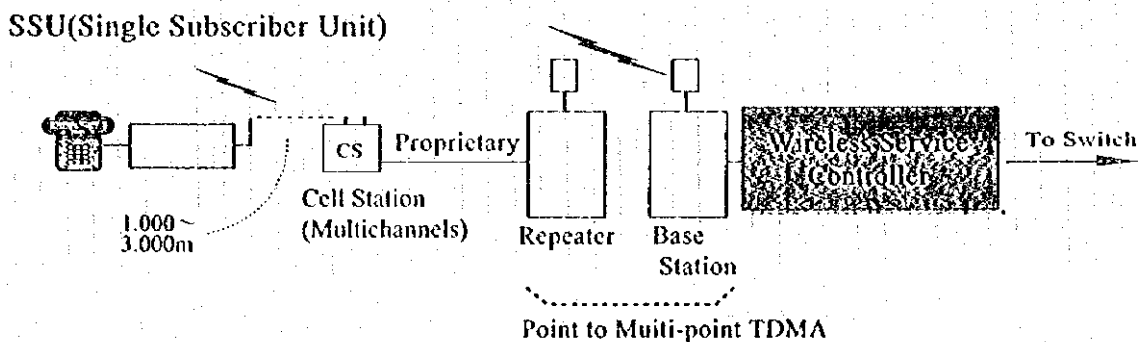 SSU(Single Subscriber Unit)
CS
Proprietary
Wireless Service
Controller
To Switch
Cell Station
(Multichannels)
1.000~
3.000m
Repeater
Base
Station
Point to Muiti-point TDMA